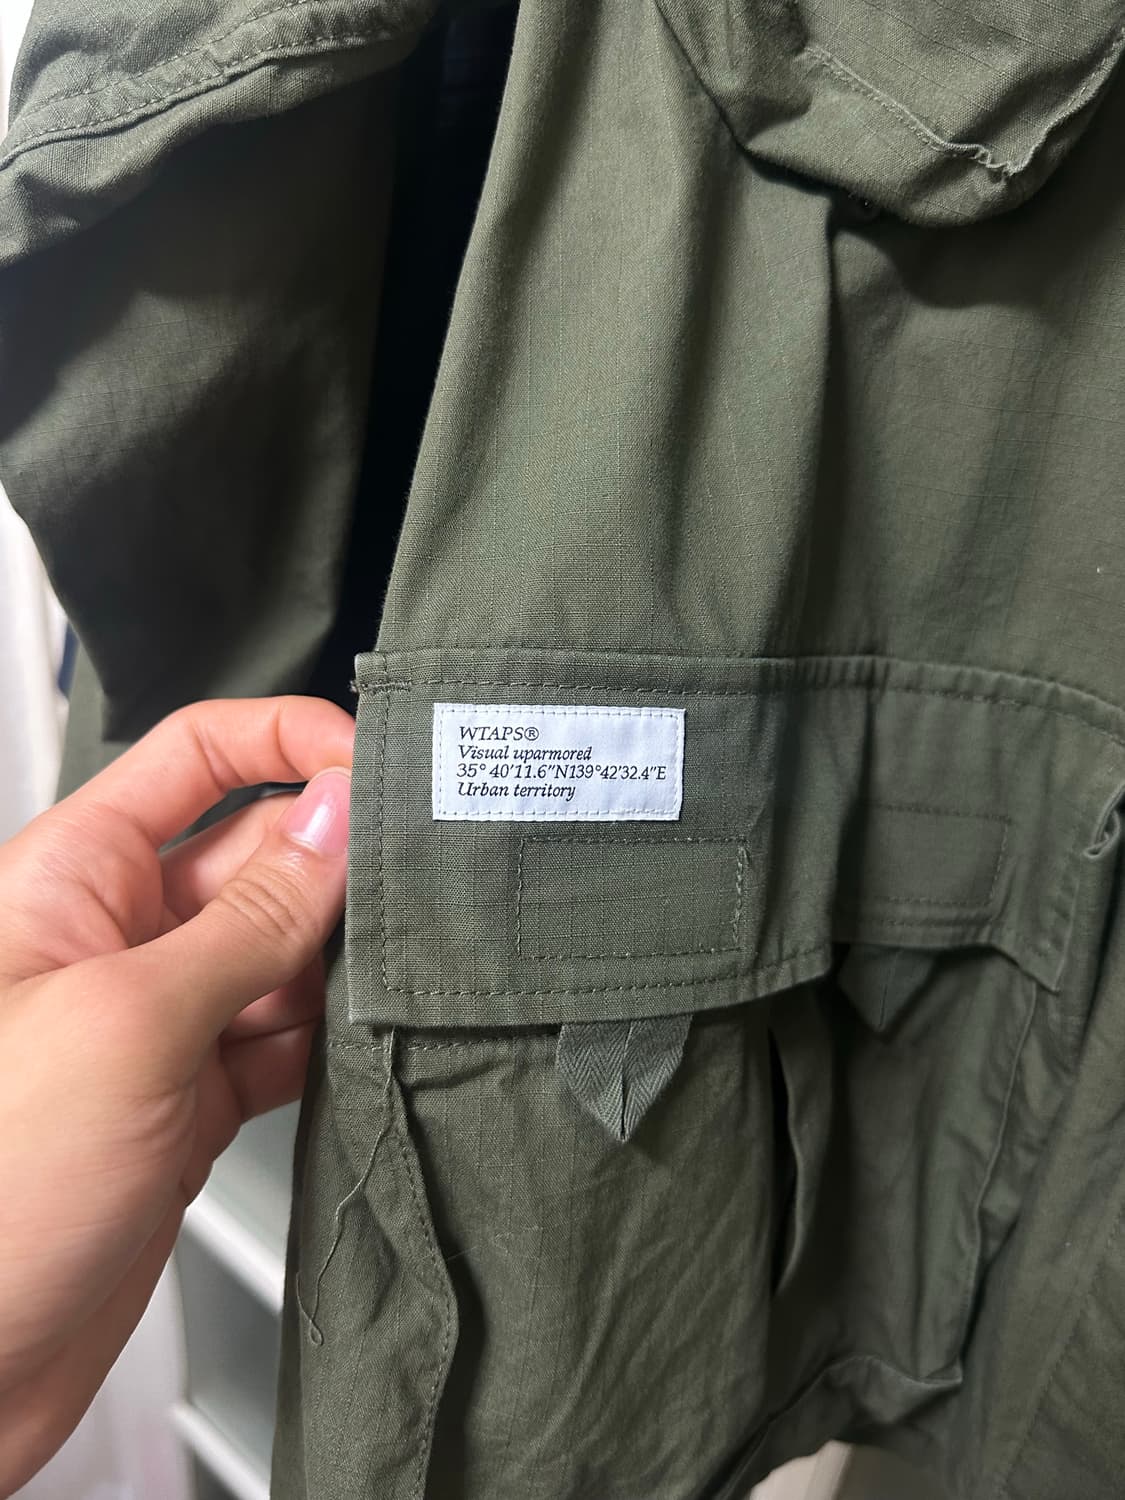 WTAPS®
Visual uparmored
35° 40'11.6"N139°42'32.4"E
Urban territory